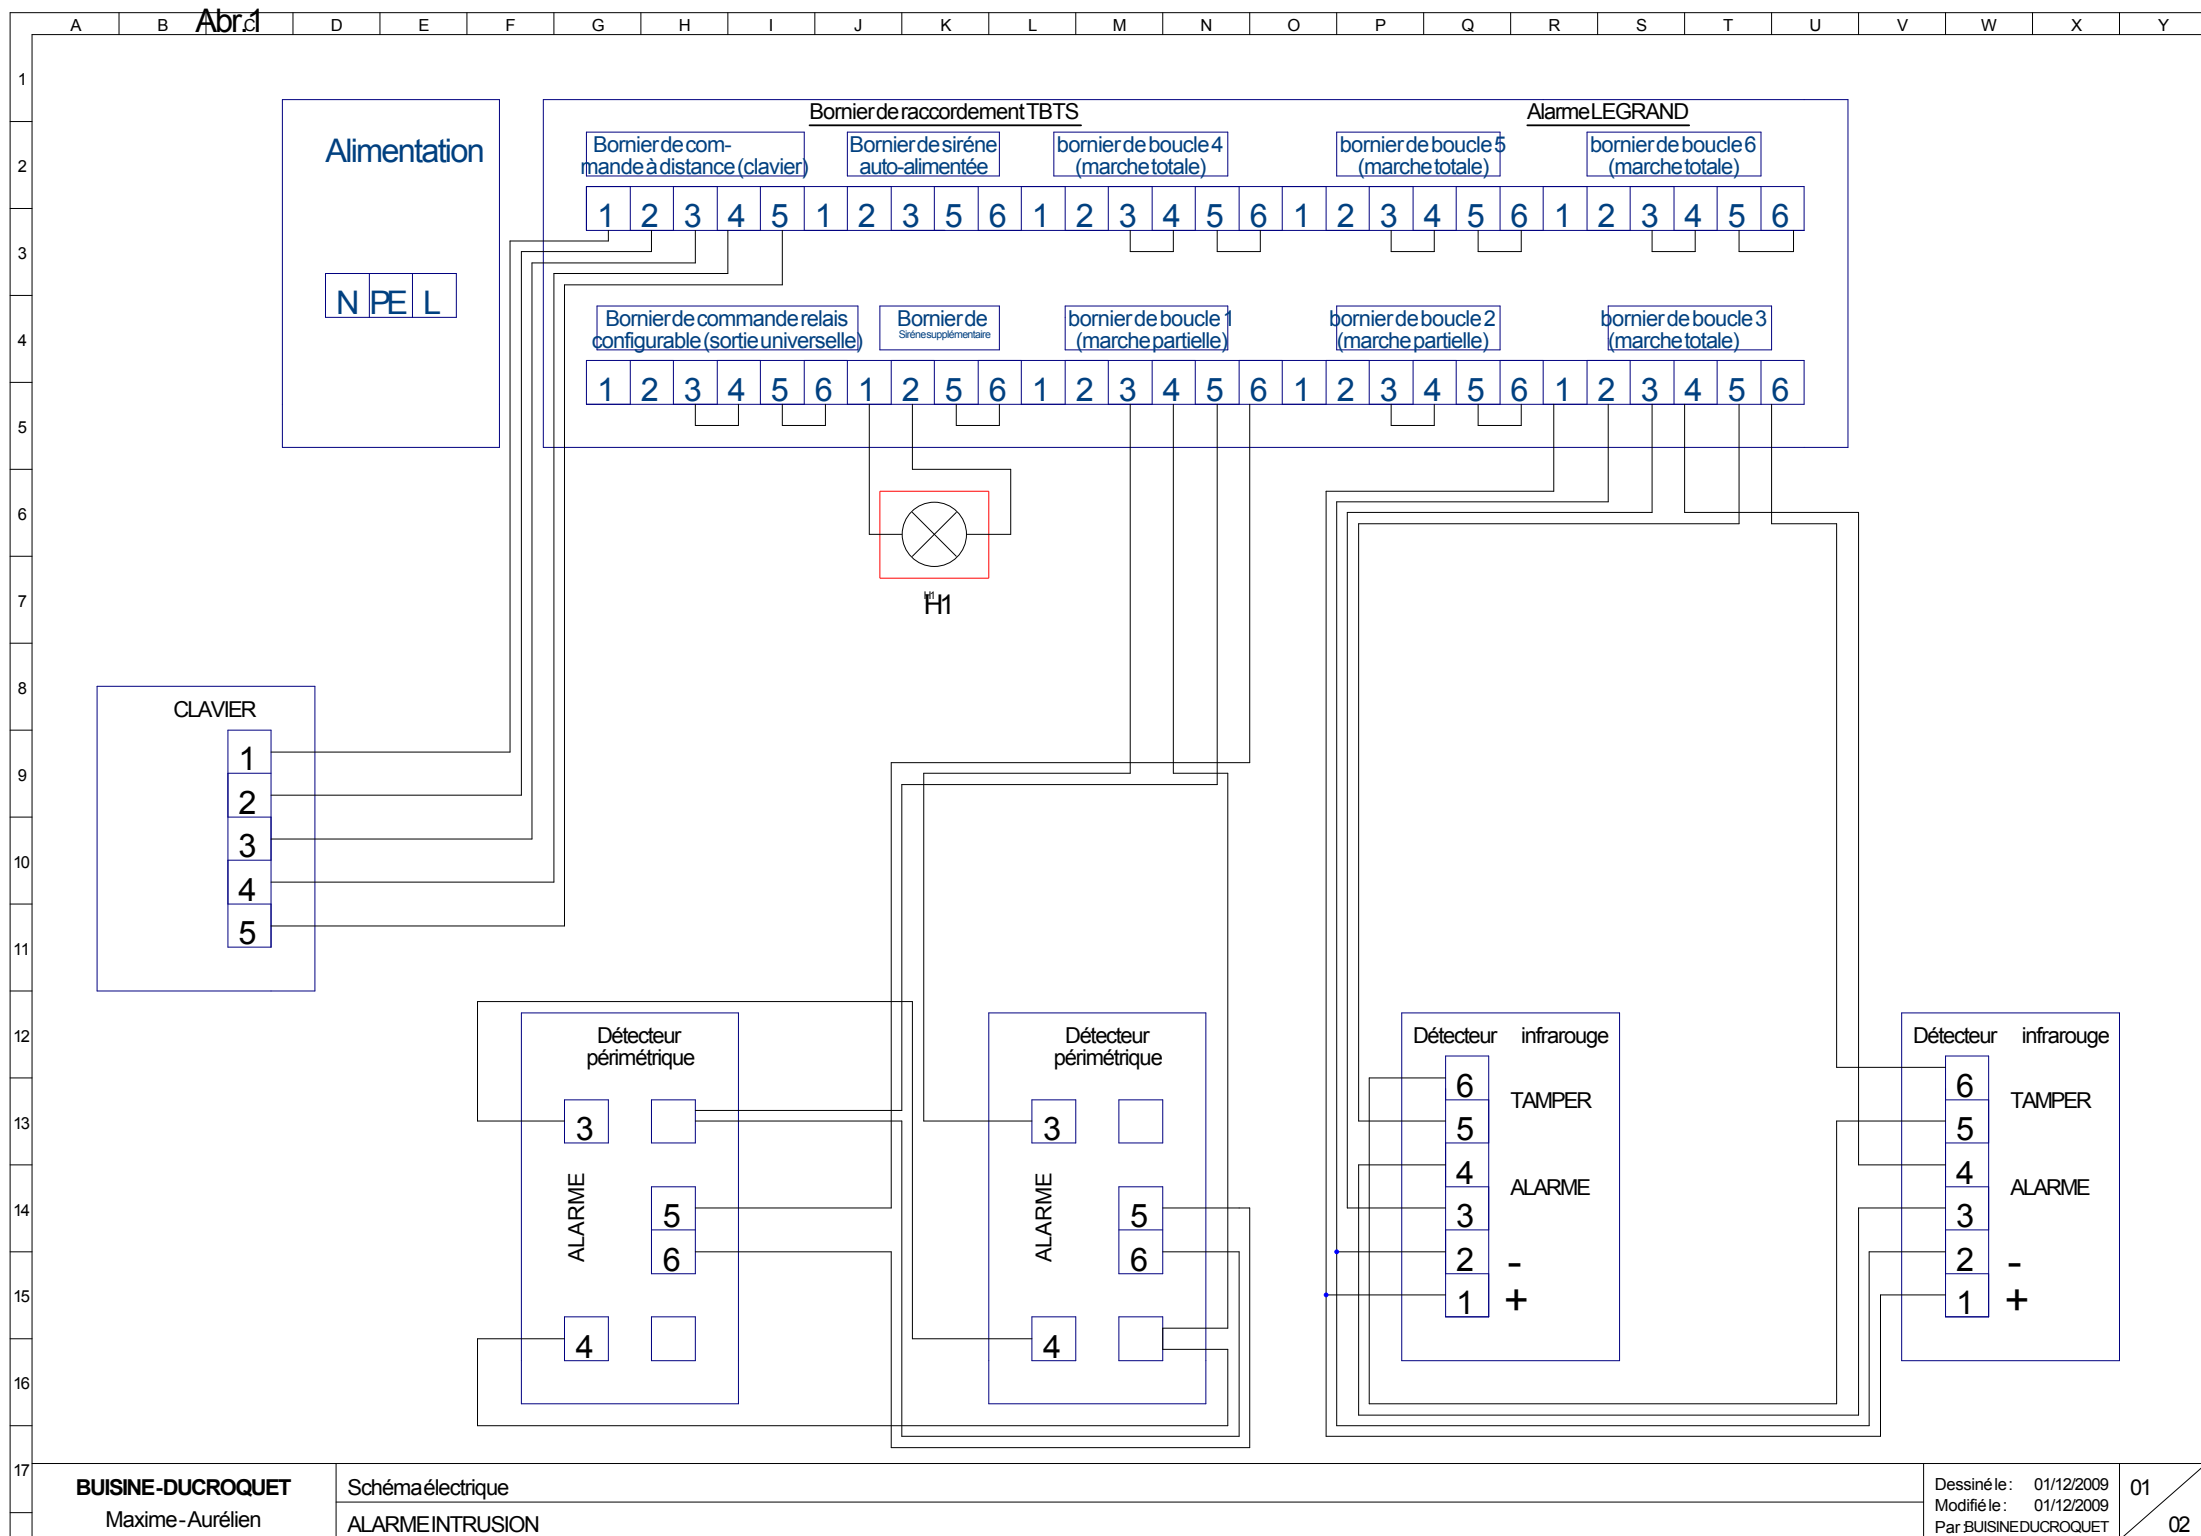 A B C D E F G H I J K L M N O P Q R S T U V W X Y
Abr.1
1
2
3
4
5
6
7
8
9
10
11
12
13
14
15
16
17
Bornier de raccordement TBTS
Alarme LEGRAND
Alimentation
N PE L
Bornier de com-
mande à distance (clavier)
Bornier de siréne
auto-alimentée
bornier de boucle 4
(marche totale)
bornier de boucle 5
(marche totale)
bornier de boucle 6
(marche totale)
1 2 3 4 5 1 2 3 5 6 1 2 3 4 5 6 1 2 3 4 5 6 1 2 3 4 5 6
Bornier de commande relais
configurable (sortie universelle)
Bornier de
Siréne supplémentaire
bornier de boucle 1
(marche partielle)
bornier de boucle 2
(marche partielle)
bornier de boucle 3
(marche totale)
1 2 3 4 5 6 1 2 5 6 1 2 3 4 5 6 1 2 3 4 5 6 1 2 3 4 5 6
H1
H1
CLAVIER
1
2
3
4
5
Détecteur
périmétrique
3
ALARME
5
6
4
Détecteur
périmétrique
3
ALARME
5
6
4
Détecteur infrarouge
6
TAMPER
5
4
ALARME
3
2 -
1 +
Détecteur infrarouge
6
TAMPER
5
4
ALARME
3
2 -
1 +
BUISINE-DUCROQUET
Maxime-Aurélien
Schéma électrique
ALARME INTRUSION
Dessiné le : 01/12/2009
Modifié le : 01/12/2009
Par : BUISINE DUCROQUET
01
02